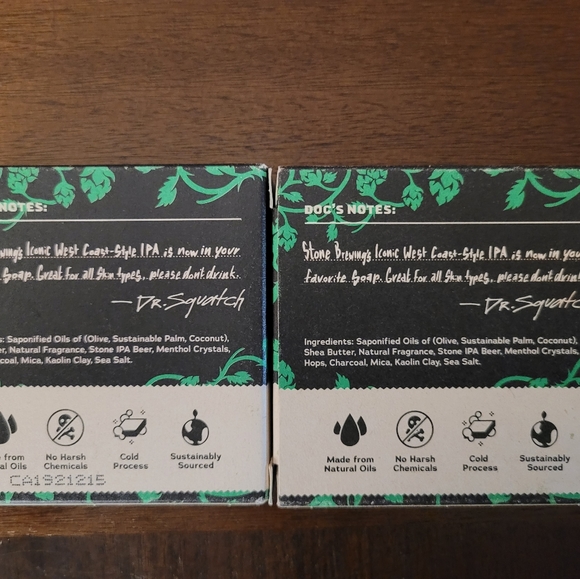 NOTES:
Brewing's Iconic West Coast-Style IPA is now in your
Soap. Great for all skin types, please don't drink.
— Dr. Squatch
Saponified Oils of (Olive, Sustainable Palm, Coconut),
Natural Fragrance, Stone IPA Beer, Menthol Crystals,
Mica, Kaolin Clay, Sea Salt.
from
Oils
No Harsh
Chemicals
Cold
Process
Sustainably
Sourced
CA1921215
DOC'S NOTES:
Stone Brewing's Iconic West Coast-Style IPA is now in
favorite Soap. Great for all skin types, please don't drink
— Dr. Squatch
Ingredients: Saponified Oils of (Olive, Sustainable Palm, Coconut),
Shea Butter, Natural Fragrance, Stone IPA Beer, Menthol Crystals,
Hops, Charcoal, Mica, Kaolin Clay, Sea Salt.
Made from
Natural Oils
No Harsh
Chemicals
Cold
Process
Sustainably
Sourced